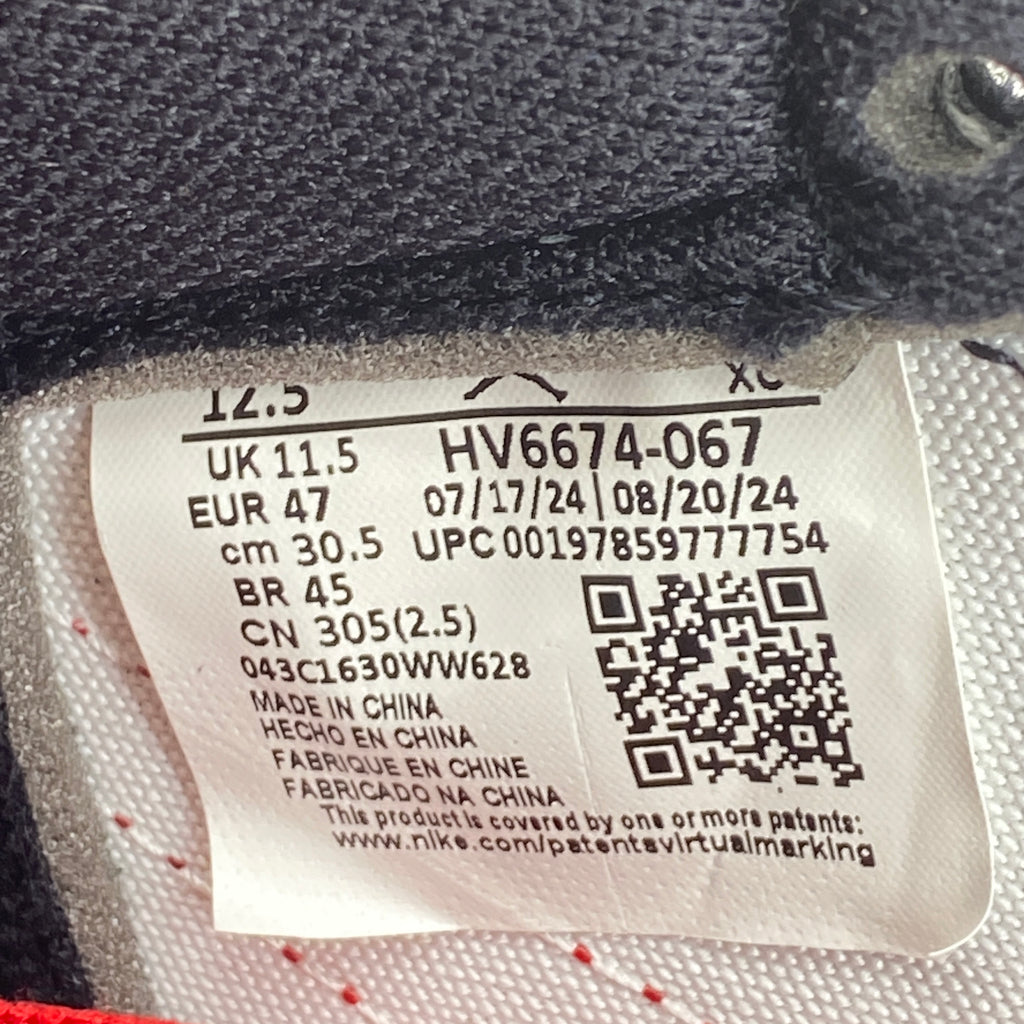 12.5
UK 11.5 HV6674-067
EUR 47 07/17/24|08/20/24
cm 30.5 UPC 00197859777754
BR 45
CN 305(2.5)
043C1630WW628
MADE IN CHINA
HECHO EN CHINA
FABRIQUE EN CHINE
FABRICADO NA CHINA
This product is covered by one or more patents:
www.nike.com/patentsvirtualmarking